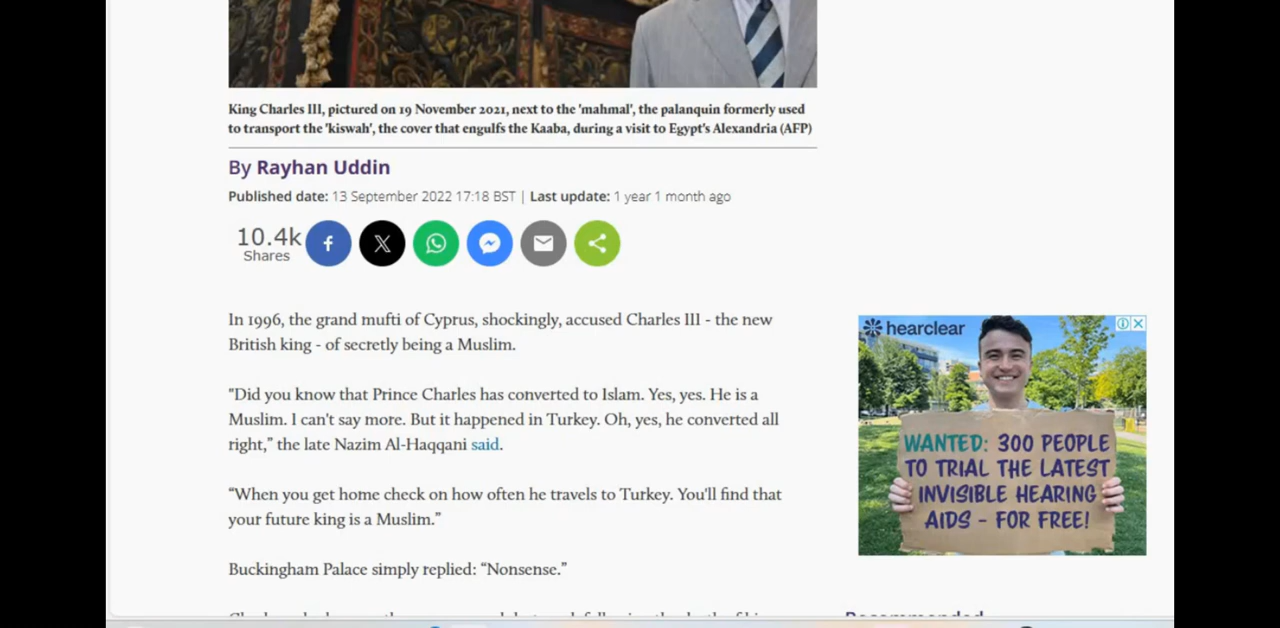 King Charles III, pictured on 19 November 2021, next to the 'mahmal', the palanquin formerly used
to transport the 'kiswah', the cover that engulfs the Kaaba, during a visit to Egypt's Alexandria (AFP)
By Rayhan Uddin
Published date: 13 September 2022 17:18 BST | Last update: 1 year 1 month ago
10.4k
Shares
In 1996, the grand mufti of Cyprus, shockingly, accused Charles III - the new
British king - of secretly being a Muslim.
"Did you know that Prince Charles has converted to Islam. Yes, yes. He is a
Muslim. I can't say more. But it happened in Turkey. Oh, yes, he converted all
right,” the late Nazim Al-Haqqani said.
“When you get home check on how often he travels to Turkey. You'll find that
your future king is a Muslim.”
Buckingham Palace simply replied: “Nonsense.”
hearclear
WANTED: 300 PEOPLE
TO TRIAL THE LATEST
INVISIBLE HEARING
AIDS - FOR FREE!
Recommended